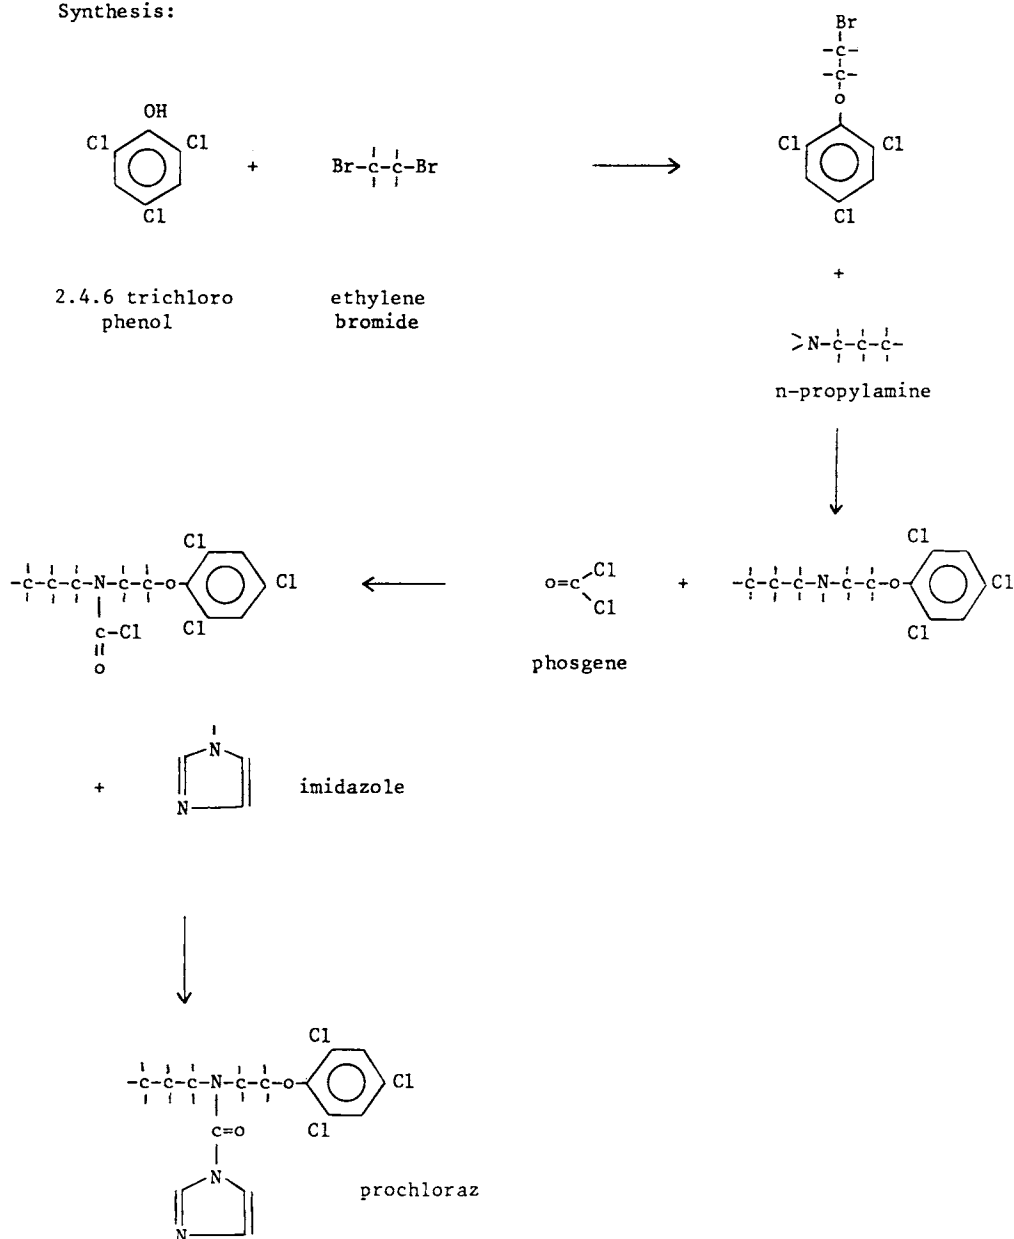 Synthesis:
Br
-C-
-C-
O
OH
Cl Cl
+
Br-C-C-Br
Cl Cl
Cl
Cl
2.4.6 trichloro
phenol
ethylene
bromide
+
>N-C-C-C-
n-propylamine
Cl
-C-C-C-N-C-C-O
Cl
Cl
C-Cl
O
O=C
Cl
Cl
+
Cl
-C-C-C-N-C-C-O
Cl
Cl
phosgene
+
N
N
imidazole
Cl
-C-C-C-N-C-C-O
Cl
Cl
C=O
N
N
prochloraz